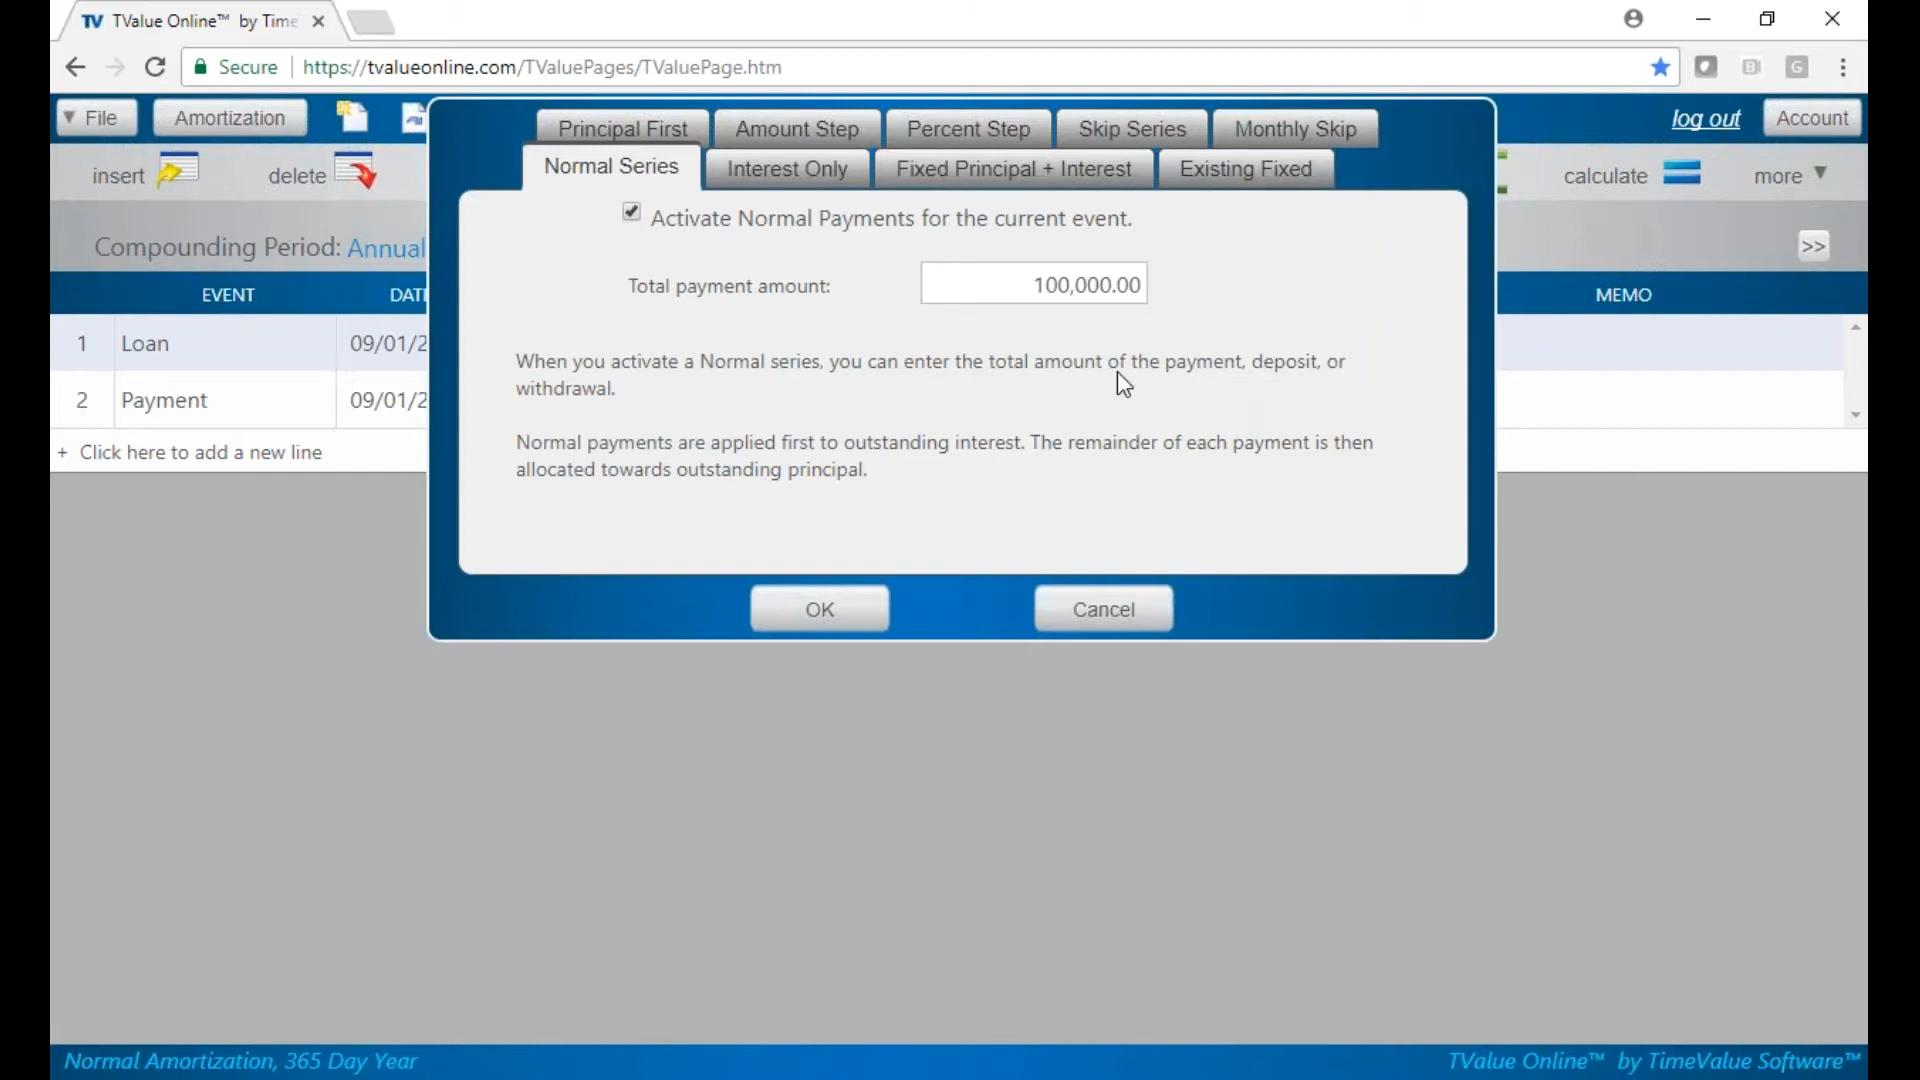 TV TValue Online™ by Time
Secure https://tvalueonline.com/TValuePages/TValuePage.htm
File Amortization log out Account
Principal First Amount Step Percent Step Skip Series Monthly Skip
Normal Series Interest Only Fixed Principal + Interest Existing Fixed
insert delete calculate more
Activate Normal Payments for the current event.
Compounding Period: Annual >>
Total payment amount: 100,000.00
EVENT DATE MEMO
1 Loan 09/01/2
When you activate a Normal series, you can enter the total amount of the payment, deposit, or
withdrawal.
2 Payment 09/01/2
Normal payments are applied first to outstanding interest. The remainder of each payment is then
allocated towards outstanding principal.
+ Click here to add a new line
OK Cancel
Normal Amortization, 365 Day Year TValue Online™ by TimeValue Software™